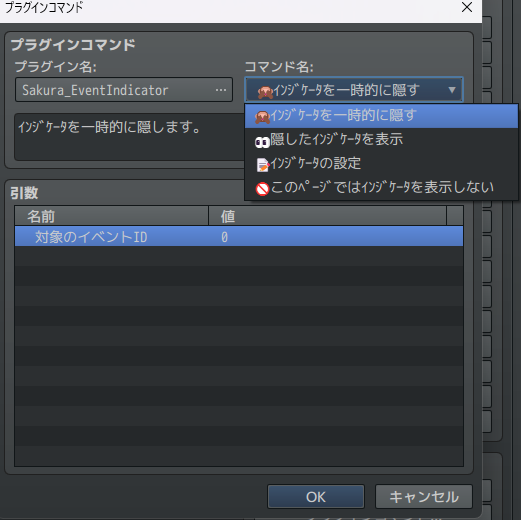 プラグインコマンド
プラグインコマンド
プラグイン名:
コマンド名:
Sakura_EventIndicator ...
ｲﾝｼﾞｹｰﾀを一時的に隠す
ｲﾝｼﾞｹｰﾀを一時的に隠します。
ｲﾝｼﾞｹｰﾀを一時的に隠す
隠したｲﾝｼﾞｹｰﾀを表示
ｲﾝｼﾞｹｰﾀの設定
このﾍﾟｰｼﾞではｲﾝｼﾞｹｰﾀを表示しない
引数
名前 値
対象のイベントID 0
OK キャンセル